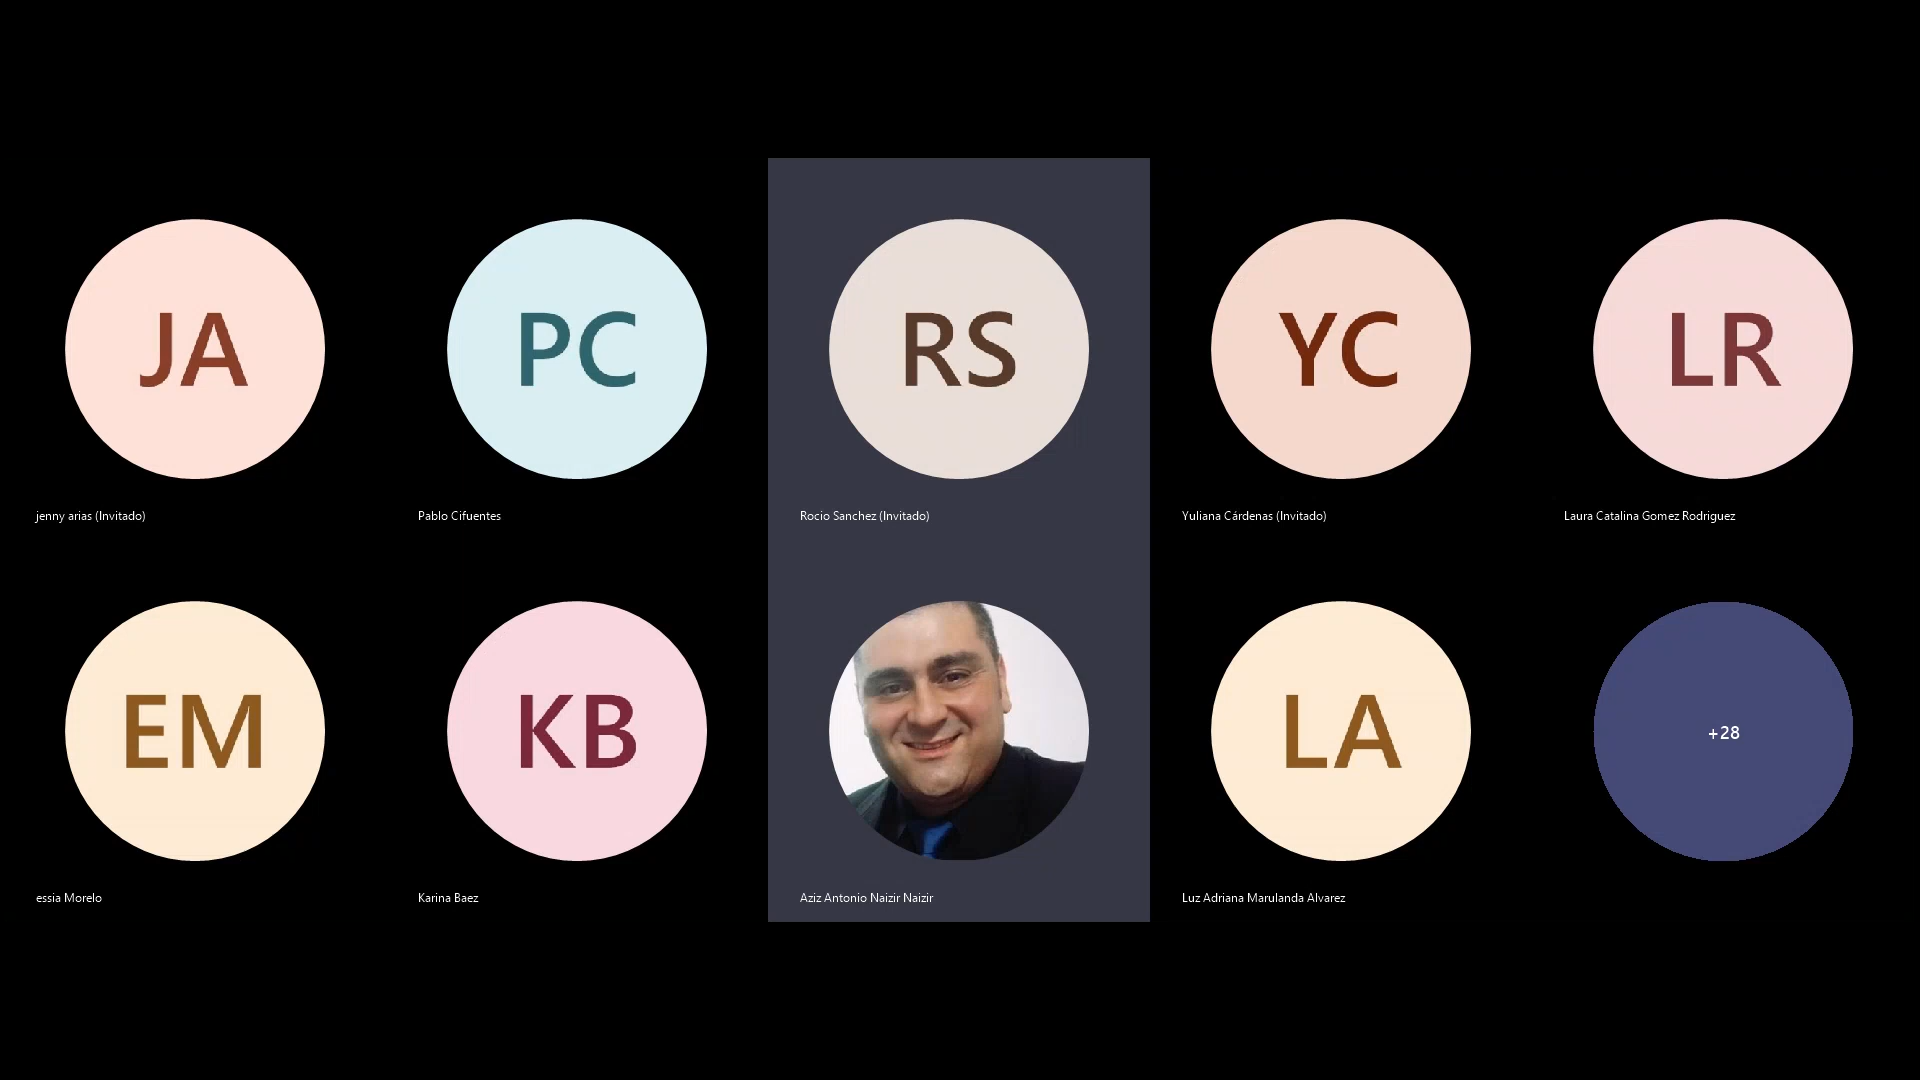 JA
PC
RS
YC
LR
jenny arias (Invitado)
Pablo Cifuentes
Rocio Sanchez (Invitado)
Yuliana Cárdenas (Invitado)
Laura Catalina Gomez Rodriguez
EM
KB
LA
+28
essia Morelo
Karina Baez
Aziz Antonio Naizir Naizir
Luz Adriana Marulanda Alvarez